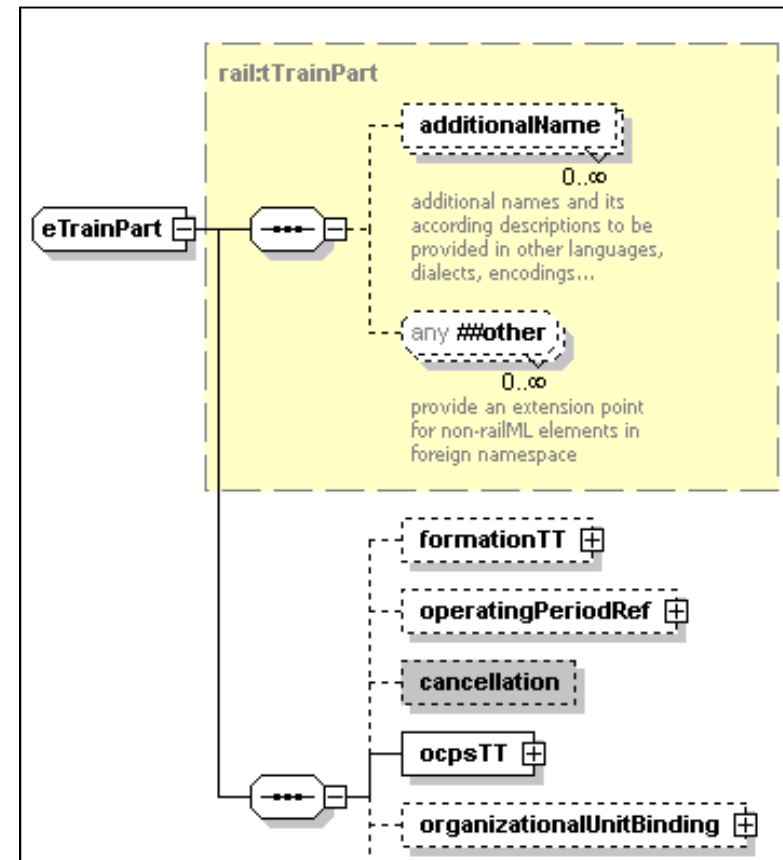 rail:tTrainPart
additionalName
0..∞
additional names and its
according descriptions to be
provided in other languages,
dialects, encodings...
eTrainPart
any ##other
0..∞
provide an extension point
for non-railML elements in
foreign namespace
formationTT
operatingPeriodRef
cancellation
ocpsTT
organizationalUnitBinding